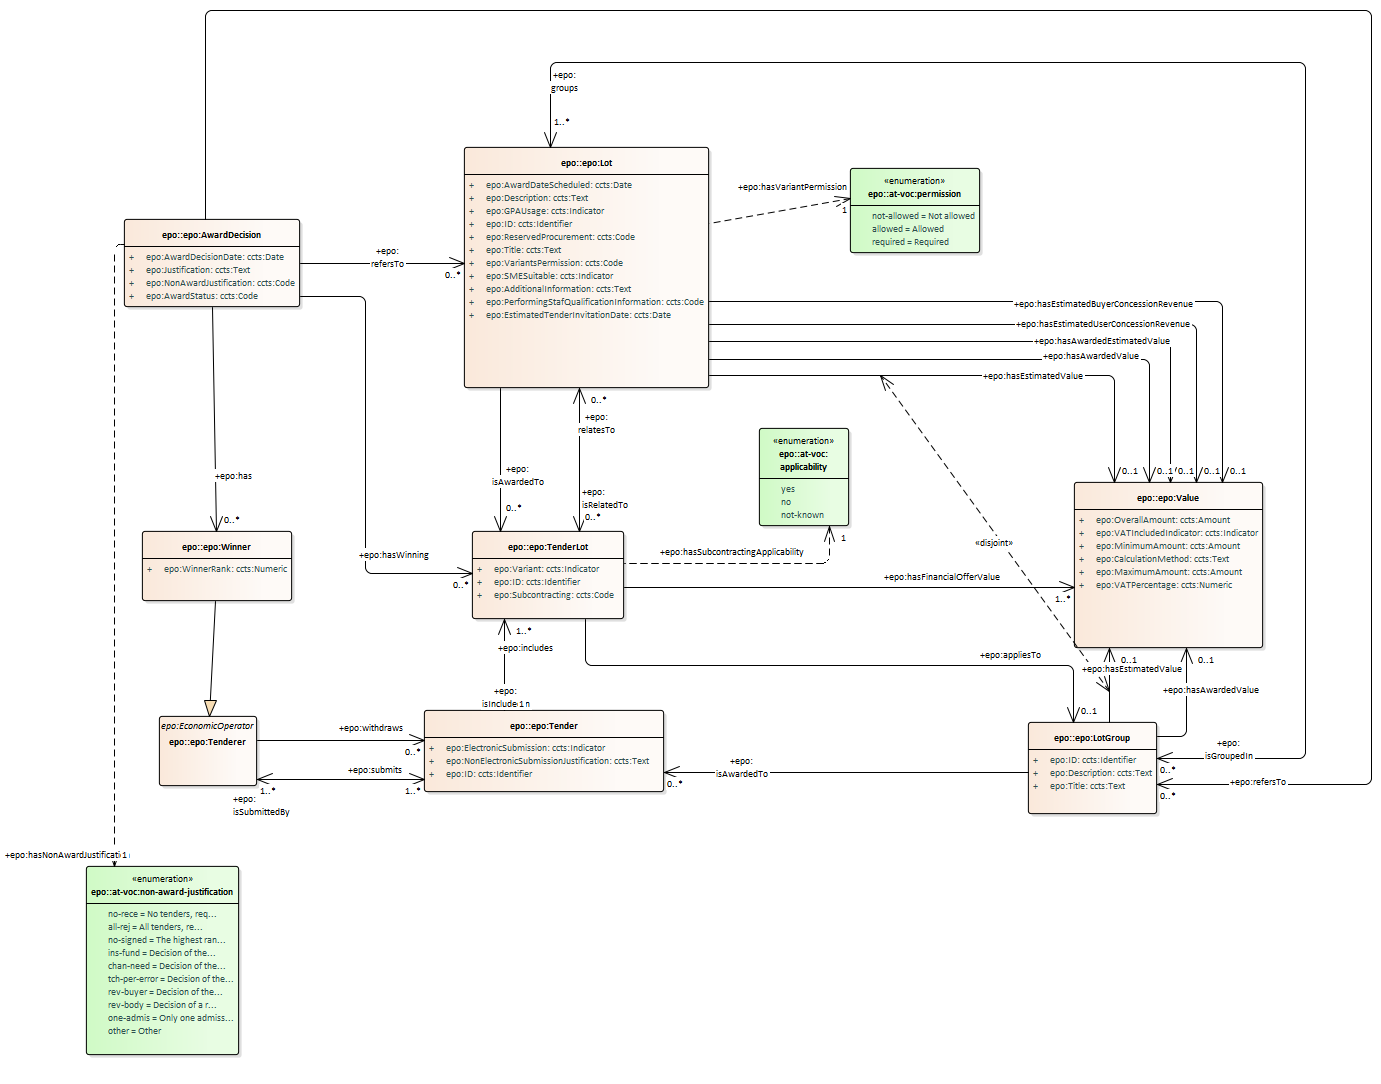 +epo:
groups
1..*
epo::epo:Lot
+ epo:AwardDateScheduled: ccts:Date
+ epo:Description: ccts:Text
+ epo:GPAUsage: ccts:Indicator
+ epo:ID: ccts:Identifier
+ epo:ReservedProcurement: ccts:Code
+ epo:Title: ccts:Text
+ epo:VariantsPermission: ccts:Code
+ epo:SMESuitable: ccts:Indicator
+ epo:AdditionalInformation: ccts:Text
+ epo:PerformingStafQualificationInformation: ccts:Code
+ epo:EstimatedTenderInvitationDate: ccts:Date
+epo:hasVariantPermission
1
«enumeration»
epo::at-voc:permission
not-allowed = Not allowed
allowed = Allowed
required = Required
epo::epo:AwardDecision
+ epo:AwardDecisionDate: ccts:Date
+ epo:Justification: ccts:Text
+ epo:NonAwardJustification: ccts:Code
+ epo:AwardStatus: ccts:Code
+epo:
refersTo
0..*
+epo:hasEstimatedBuyerConcessionRevenue
+epo:hasEstimatedUserConcessionRevenue
+epo:hasAwardedEstimatedValue
+epo:hasAwardedValue
+epo:hasEstimatedValue
0..*
+epo:
relatesTo
«enumeration»
epo::at-voc:
applicability
yes
no
not-known
+epo:
isAwardedTo
0..*
+epo:
isRelatedTo
0..*
0..1
0..1
0..1
0..1
0..1
epo::epo:Value
+ epo:OverallAmount: ccts:Amount
+ epo:VATIncludedIndicator: ccts:Indicator
+ epo:MinimumAmount: ccts:Amount
+ epo:CalculationMethod: ccts:Text
+ epo:MaximumAmount: ccts:Amount
+ epo:VATPercentage: ccts:Numeric
+epo:has
0..*
«disjoint»
epo::epo:Winner
+ epo:WinnerRank: ccts:Numeric
+epo:hasWinning
0..*
epo::epo:TenderLot
+ epo:Variant: ccts:Indicator
+ epo:ID: ccts:Identifier
+ epo:Subcontracting: ccts:Code
1
+epo:hasSubcontractingApplicability
+epo:hasFinancialOfferValue
1..*
1..*
+epo:includes
+epo:appliesTo
0..1
0..1
0..1
+epo:hasEstimatedValue
+epo:hasAwardedValue
+epo:
1
epo:EconomicOperator
epo::epo:Tenderer
+epo:withdraws
0..*
+epo:submits
1..*
1..*
+epo:
isSubmittedBy
epo::epo:Tender
+ epo:ElectronicSubmission: ccts:Indicator
+ epo:NonElectronicSubmissionJustification: ccts:Text
+ epo:ID: ccts:Identifier
+epo:
isAwardedTo
0..*
epo::epo:LotGroup
+ epo:ID: ccts:Identifier
+ epo:Description: ccts:Text
+ epo:Title: ccts:Text
+epo:
isGroupedIn
0..*
+epo:refersTo
0..*
1
«enumeration»
epo::at-voc:non-award-justification
no-rece = No tenders, req...
all-rej = All tenders, re...
no-signed = The highest ran...
ins-fund = Decision of the...
chan-need = Decision of the...
tch-per-error = Decision of the...
rev-buyer = Decision of the...
rev-body = Decision of a r...
one-admis = Only one admiss...
other = Other